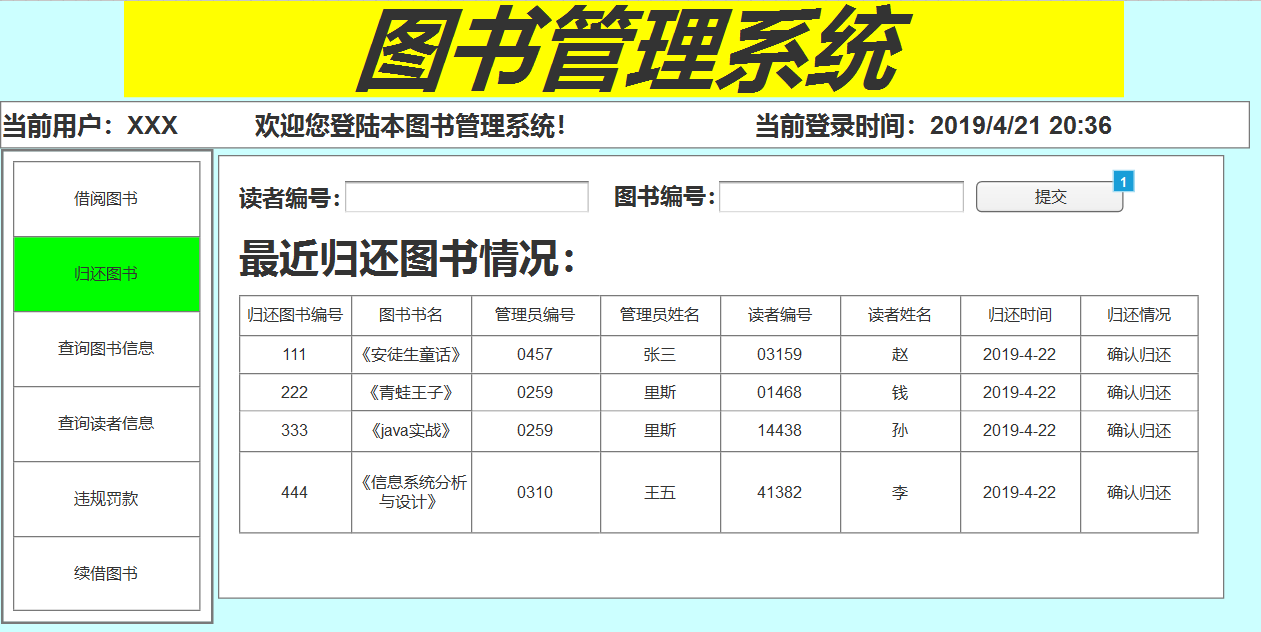 图书管理系统
当前用户：XXX 欢迎您登陆本图书管理系统！ 当前登录时间：2019/4/21 20:36
借阅图书
归还图书
查询图书信息
查询读者信息
违规罚款
续借图书
读者编号： 图书编号： 提交 1
最近归还图书情况：
归还图书编号 图书书名 管理员编号 管理员姓名 读者编号 读者姓名 归还时间 归还情况
111 《安徒生童话》 0457 张三 03159 赵 2019-4-22 确认归还
222 《青蛙王子》 0259 里斯 01468 钱 2019-4-22 确认归还
333 《java实战》 0259 里斯 14438 孙 2019-4-22 确认归还
444 《信息系统分析与设计》 0310 王五 41382 李 2019-4-22 确认归还